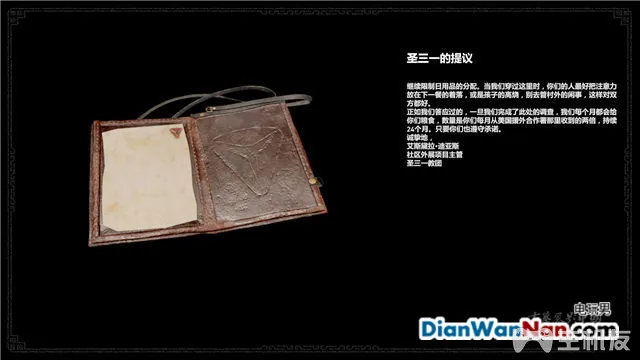 圣三一的提议
继续限制日用品的分配。当我们穿过这里时，你们的人最好把注意力
放在下一餐的着落，或是孩子的高烧，别去管村外的闲事，这样对双
方都好。
正如我们答应过的，一旦我们完成了此处的调查，我们每个月都会给
你们粮食，数量是你们每月从美国援外合作署那里收到的两倍，持续
24个月。只要你们也遵守承诺。
诚挚地，
艾斯黛拉·迪亚斯
社区外展项目主管
圣三一教团
电玩男
DianWanNan.com